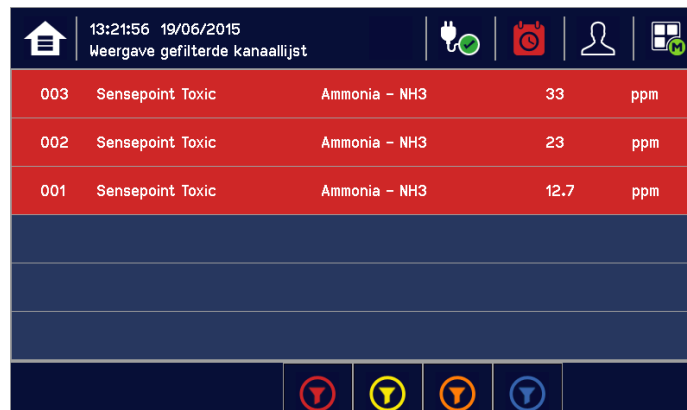 13:21:56 19/06/2015
Weergave gefilterde kanaallijst
M
003 Sensepoint Toxic Ammonia - NH3 33 ppm
002 Sensepoint Toxic Ammonia - NH3 23 ppm
001 Sensepoint Toxic Ammonia - NH3 12.7 ppm